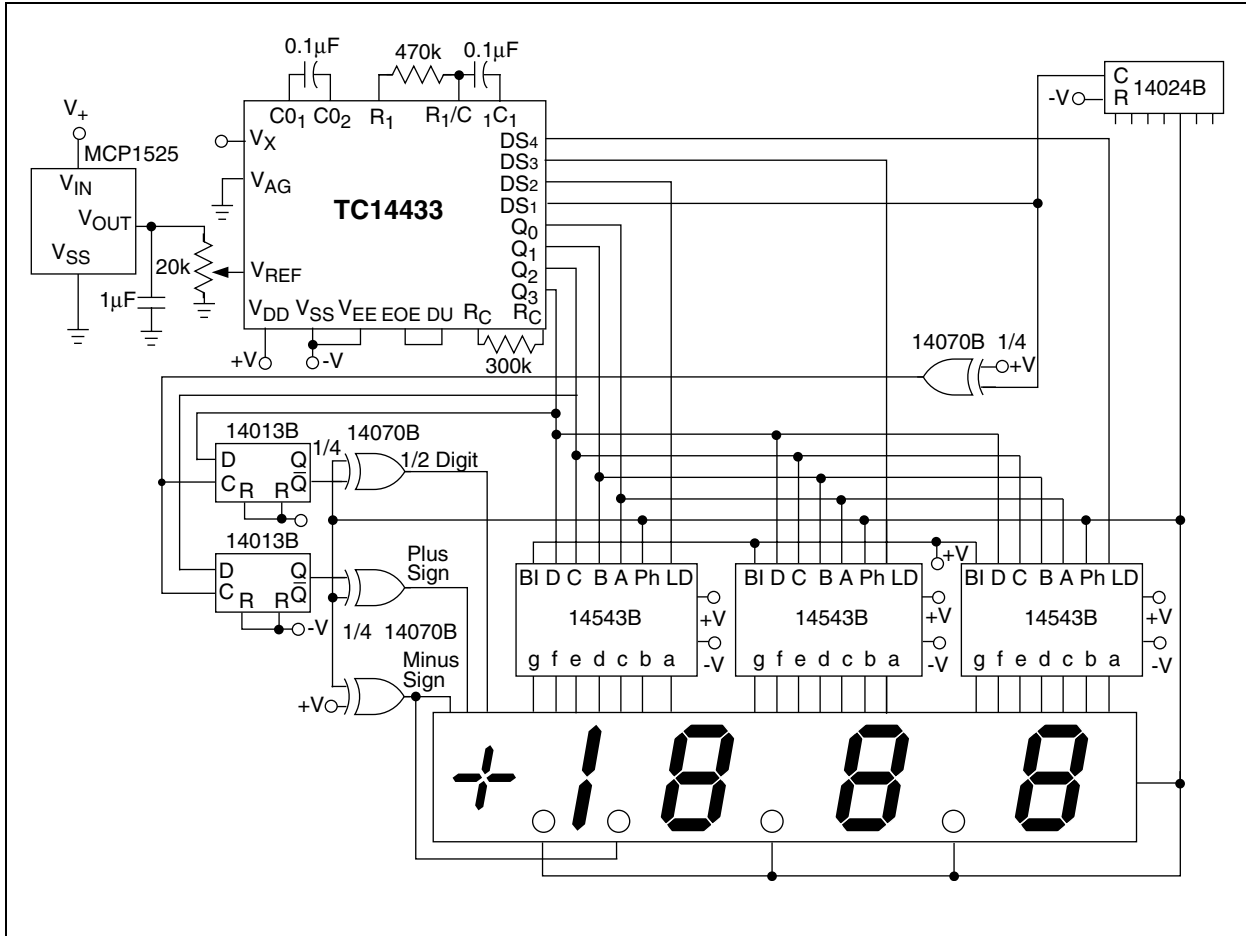 0.1µF 470k 0.1µF
V+
MCP1525
VIN
VOUT
VSS
20k
1µF
CO1 CO2 R1 R1/C 1C1
VX
VAG
TC14433
VREF
VDD VSS VEE EOE DU RC RC
DS4
DS3
DS2
DS1
Q0
Q1
Q2
Q3
+V -V 300k
C
R
14024B
-V
14070B 1/4
+V
14013B
D Q
C R R Q
1/4 14070B
1/2 Digit
14013B
D Q
C R R Q
-V
Plus
Sign
1/4 14070B
Minus
Sign
+V
+V
BI D C B A Ph LD
14543B
g f e d c b a
+V
-V
BI D C B A Ph LD
14543B
g f e d c b a
+V
-V
BI D C B A Ph LD
14543B
g f e d c b a
+V
-V
+1 8 8 8